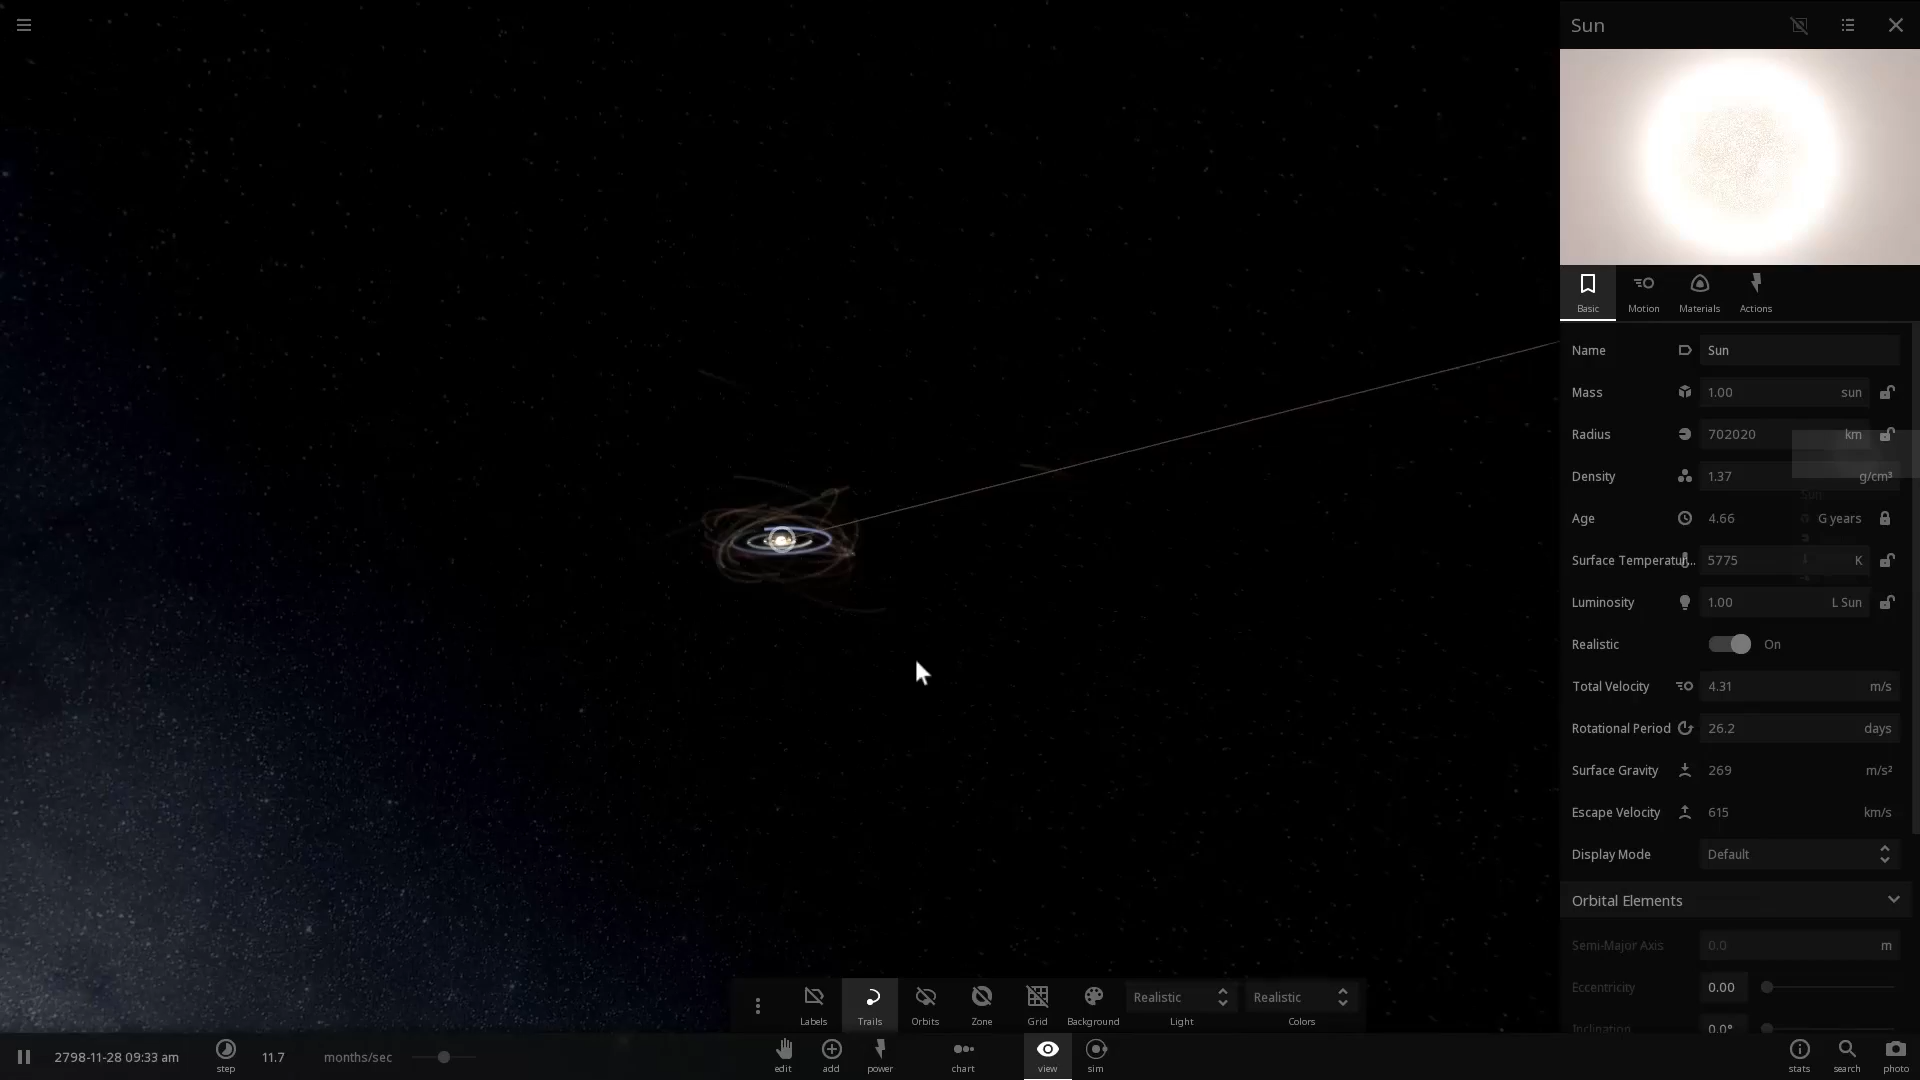 Sun
Basic
Motion
Materials
Actions
Name Sun
Mass 1.00 sun
Radius 702020 km
Density 1.37 g/cm³
Age 4.66 G years
Surface Temperatur... 5775 K
Luminosity 1.00 L Sun
Realistic On
Total Velocity 4.31 m/s
Rotational Period 26.2 days
Surface Gravity 269 m/s²
Escape Velocity 615 km/s
Display Mode Default
Orbital Elements
Semi-Major Axis 0.0 m
Eccentricity 0.00
Inclination 0.0°
Labels
Trails
Orbits
Zone
Grid
Background
Realistic
Light
Realistic
Colors
2798-11-28 09:33 am
step
11.7 months/sec
edit
add
power
chart
view
sim
stats
search
photo